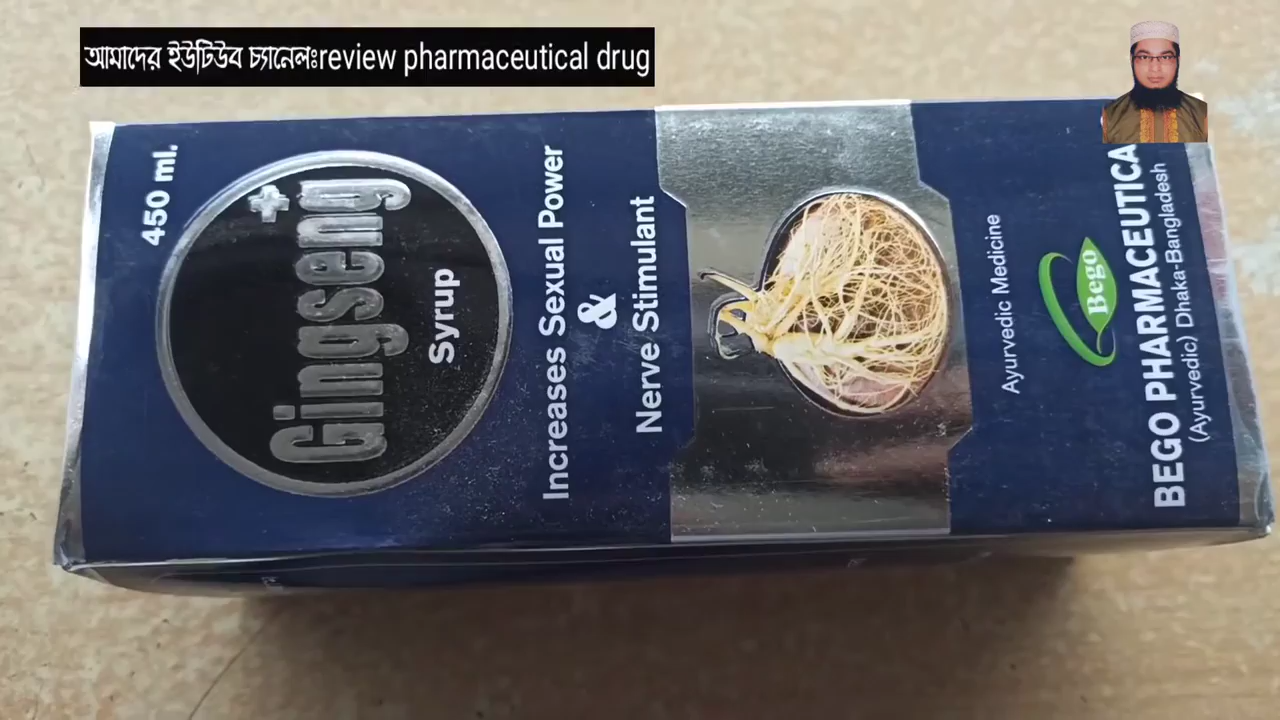 আমাদের ইউটিউব চ্যানেলঃreview pharmaceutical drug
450 ml.
Gingseng+
Syrup
Increases Sexual Power
&
Nerve Stimulant
Ayurvedic Medicine
Bego
BEGO PHARMACEUTICA
(Ayurvedic) Dhaka-Bangladesh